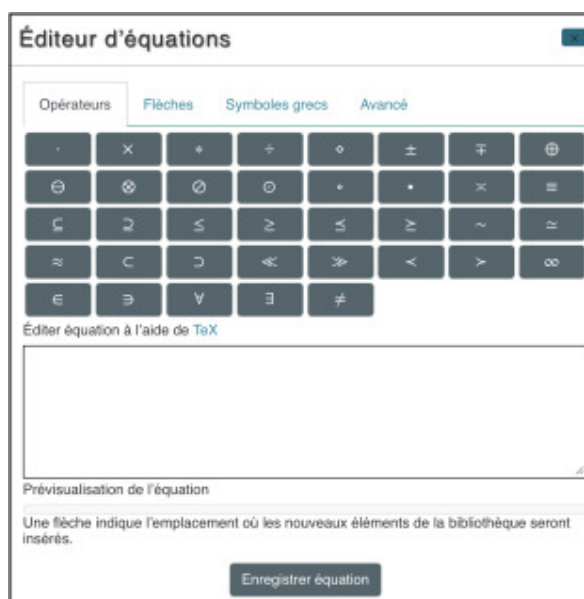 Éditeur d'équations
×
Opérateurs Flèches Symboles grecs Avancé
· × ∗ ÷ ⋄ ± ∓ ⊕
⊖ ⊗ ⊘ ⊙ ∘ • ≍ ≡
⊆ ⊇ ≤ ≥ ⪯ ⪰ ∼ ≃
≈ ⊂ ⊃ ≪ ≫ ≺ ≻ ∞
∈ ∋ ∀ ∃ ≠
Éditer équation à l'aide de TeX
Prévisualisation de l'équation
Une flèche indique l'emplacement où les nouveaux éléments de la bibliothèque seront
insérés.
Enregistrer équation